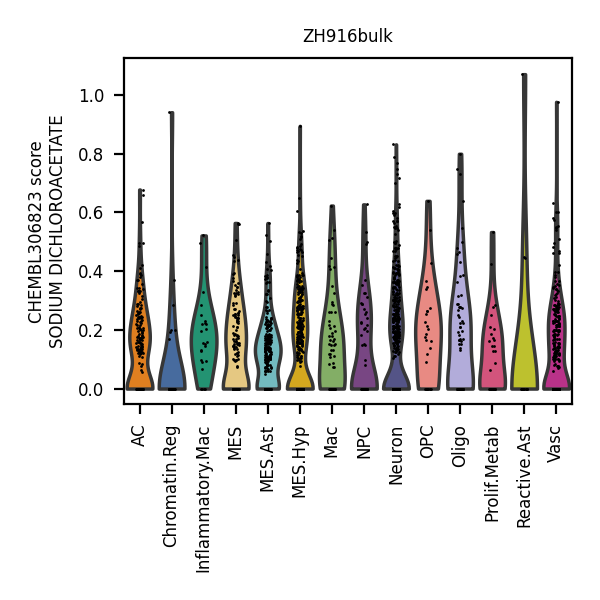 ZH916bulk
CHEMBL306823 score
SODIUM DICHLOROACETATE
1.0
0.8
0.6
0.4
0.2
0.0
AC
Chromatin.Reg
Inflammatory.Mac
MES
MES.Ast
MES.Hyp
Mac
NPC
Neuron
OPC
Oligo
Prolif.Metab
Reactive.Ast
Vasc